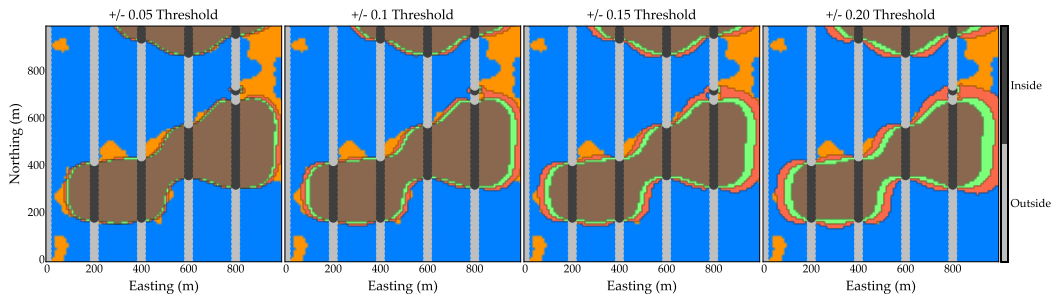 +/- 0.05 Threshold
+/- 0.1 Threshold
+/- 0.15 Threshold
+/- 0.20 Threshold
Northing (m)
800
600
400
200
0
0 200 400 600 800
0 200 400 600 800
0 200 400 600 800
0 200 400 600 800
Easting (m)
Easting (m)
Easting (m)
Easting (m)
Inside
Outside